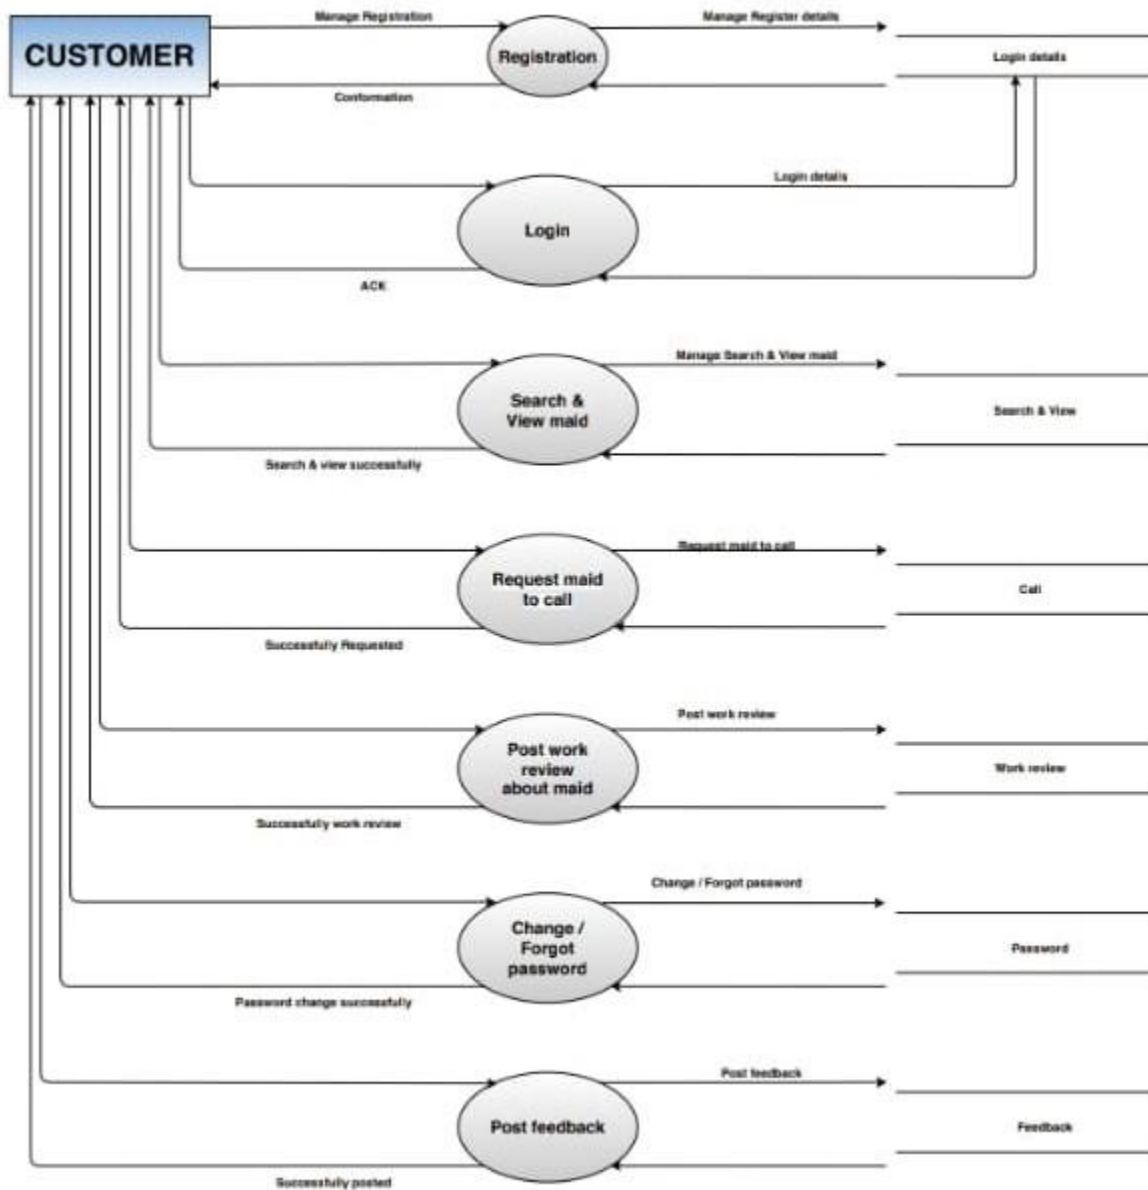 Manage Registration
Manage Register details
CUSTOMER
Registration
Login details
Conformation
Login details
Login
ACK
Manage Search & View maid
Search &
View maid
Search & View
Search & view successfully
Request maid to call
Request maid
to call
Call
Successfully Requested
Post work review
Post work
review
about maid
Work review
Successfully work review
Change / Forgot password
Change /
Forgot
password
Password
Password change successfully
Post feedback
Post feedback
Feedback
Successfully posted